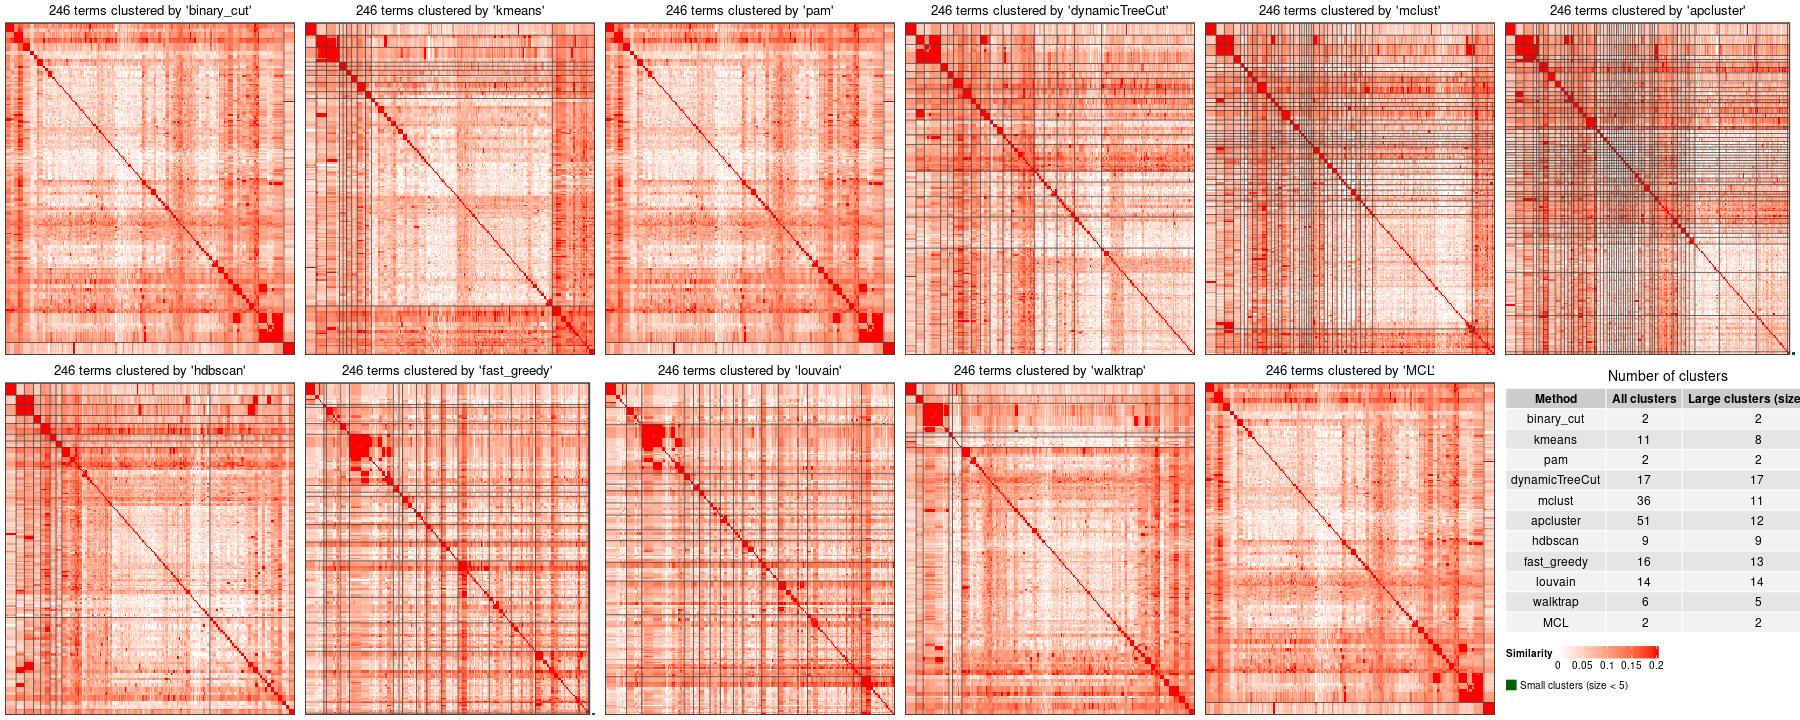 246 terms clustered by 'binary_cut'
246 terms clustered by 'kmeans'
246 terms clustered by 'pam'
246 terms clustered by 'dynamicTreeCut'
246 terms clustered by 'mclust'
246 terms clustered by 'apcluster'
246 terms clustered by 'hdbscan'
246 terms clustered by 'fast_greedy'
246 terms clustered by 'louvain'
246 terms clustered by 'walktrap'
246 terms clustered by 'MCL'
Number of clusters
Method All clusters Large clusters (size
binary_cut 2 2
kmeans 11 8
pam 2 2
dynamicTreeCut 17 17
mclust 36 11
apcluster 51 12
hdbscan 9 9
fast_greedy 16 13
louvain 14 14
walktrap 6 5
MCL 2 2
Similarity
0 0.05 0.1 0.15 0.2
Small clusters (size < 5)